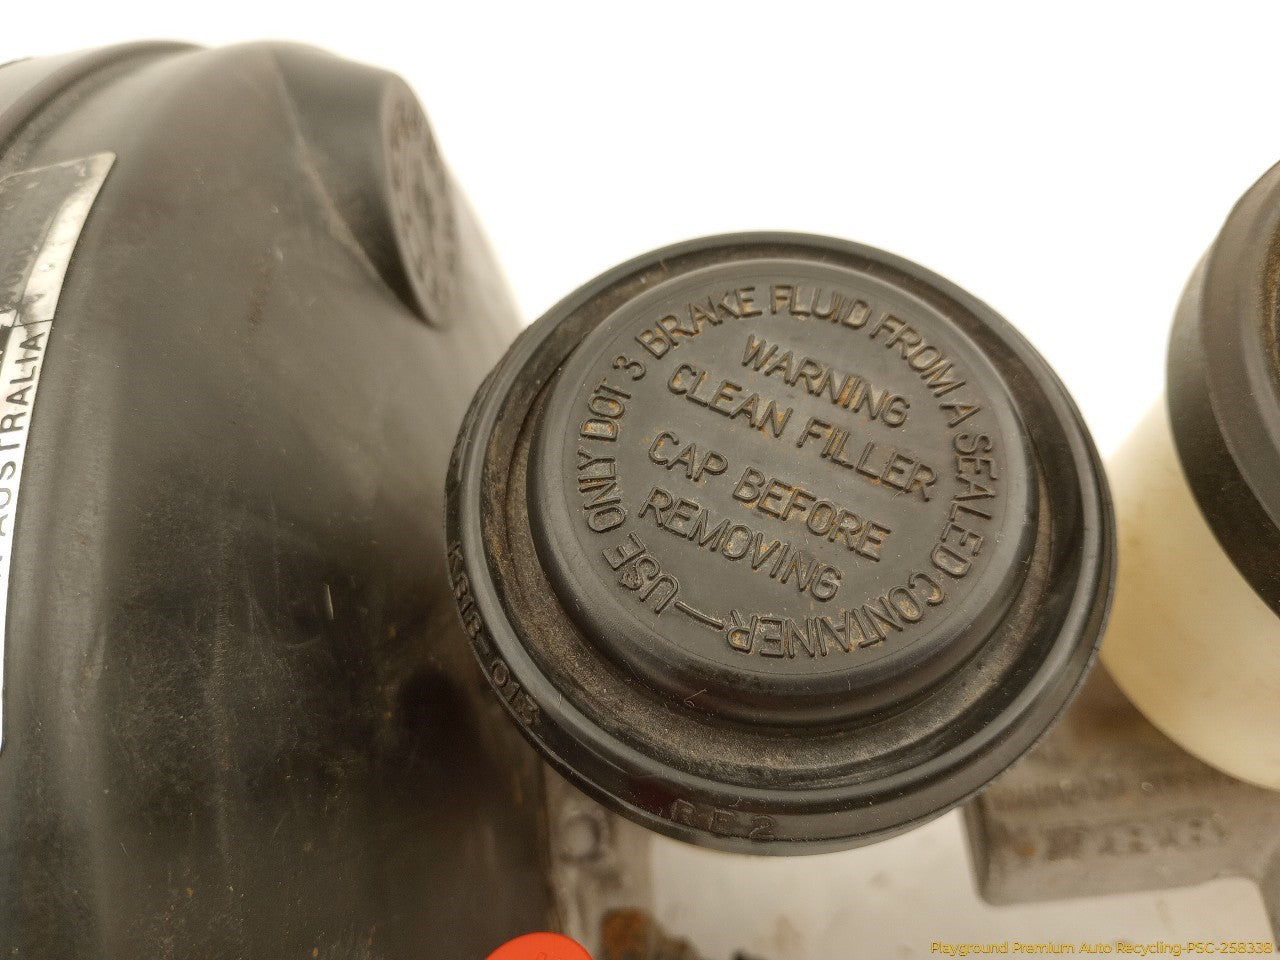 AUSTRALIA
USE ONLY DOT 3 BRAKE FLUID FROM A SEALED CONTAINER—
WARNING
CLEAN FILLER
CAP BEFORE
REMOVING
RF2
Playground Premium Auto Recycling-PSC-258338